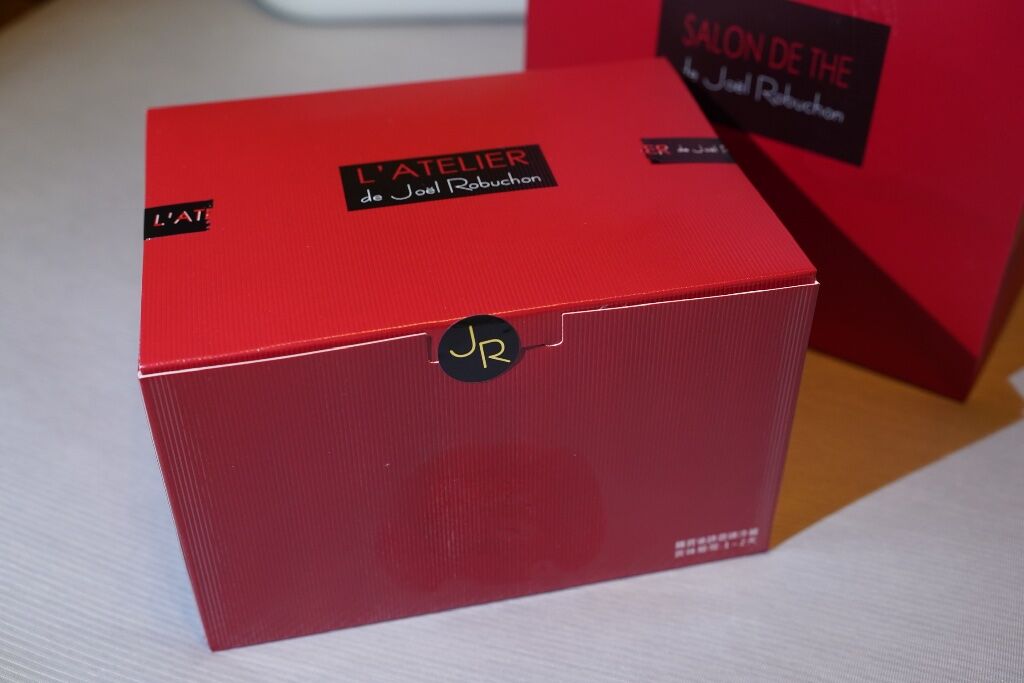 SALON DE THE
de Joël Robuchon
L'ATELIER
de Joël Robuchon
ER de Joël R
L'AT
JR